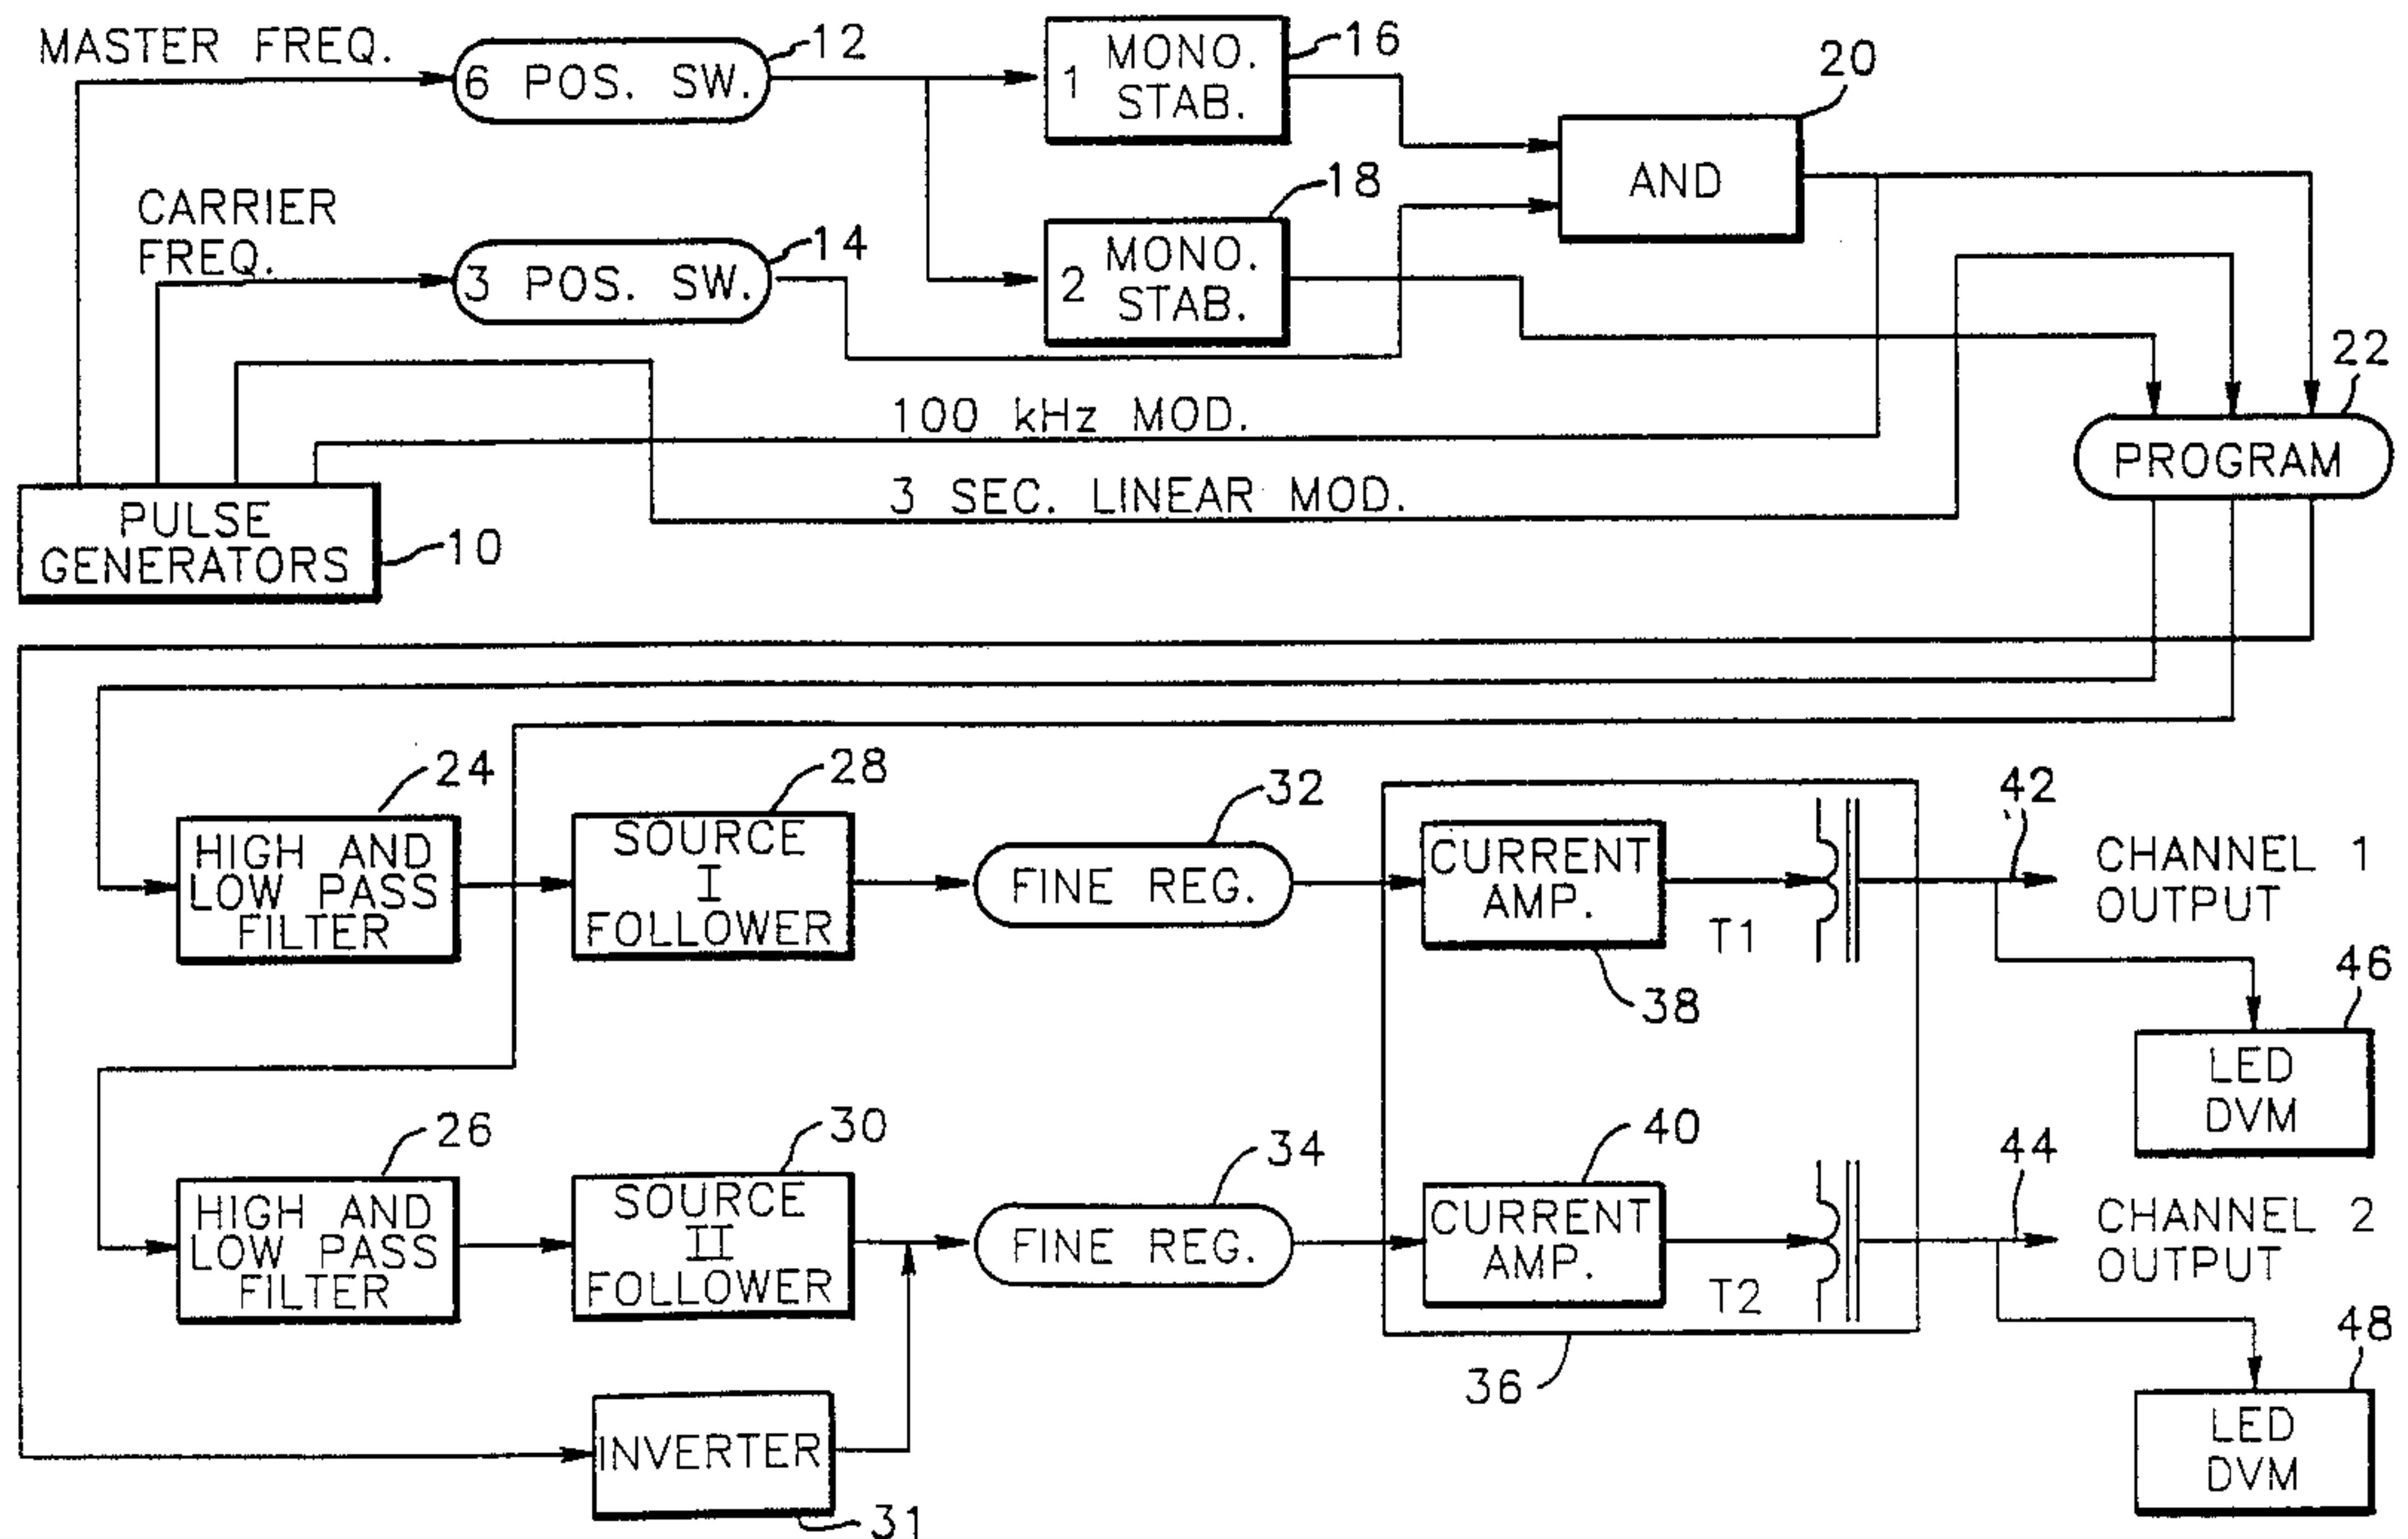 MASTER FREQ.
6 POS. SW.
12
1 MONO.
STAB.
16
20
AND
CARRIER
FREQ.
3 POS. SW.
14
2 MONO.
STAB.
18
22
PROGRAM
100 kHz MOD.
3 SEC. LINEAR MOD.
PULSE
GENERATORS
10
24
HIGH AND
LOW PASS
FILTER
28
SOURCE
I
FOLLOWER
32
FINE REG.
CURRENT
AMP.
38
T1
42
CHANNEL 1
OUTPUT
46
LED
DVM
26
HIGH AND
LOW PASS
FILTER
30
SOURCE
II
FOLLOWER
34
FINE REG.
40
CURRENT
AMP.
T2
44
CHANNEL 2
OUTPUT
36
48
LED
DVM
INVERTER
31